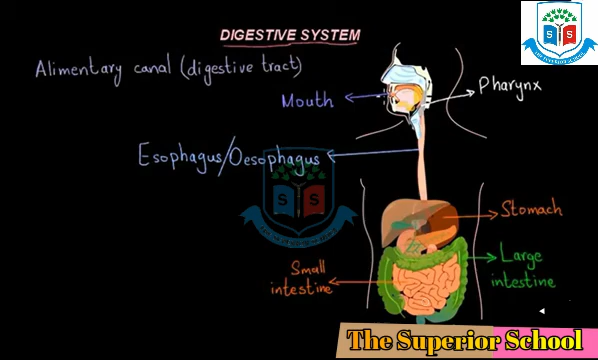 DIGESTIVE SYSTEM
Alimentary canal (digestive tract)
Mouth
Pharynx
Esophagus/Oesophagus
Stomach
Large
intestine
Small
intestine
S S
S S
The Superior School